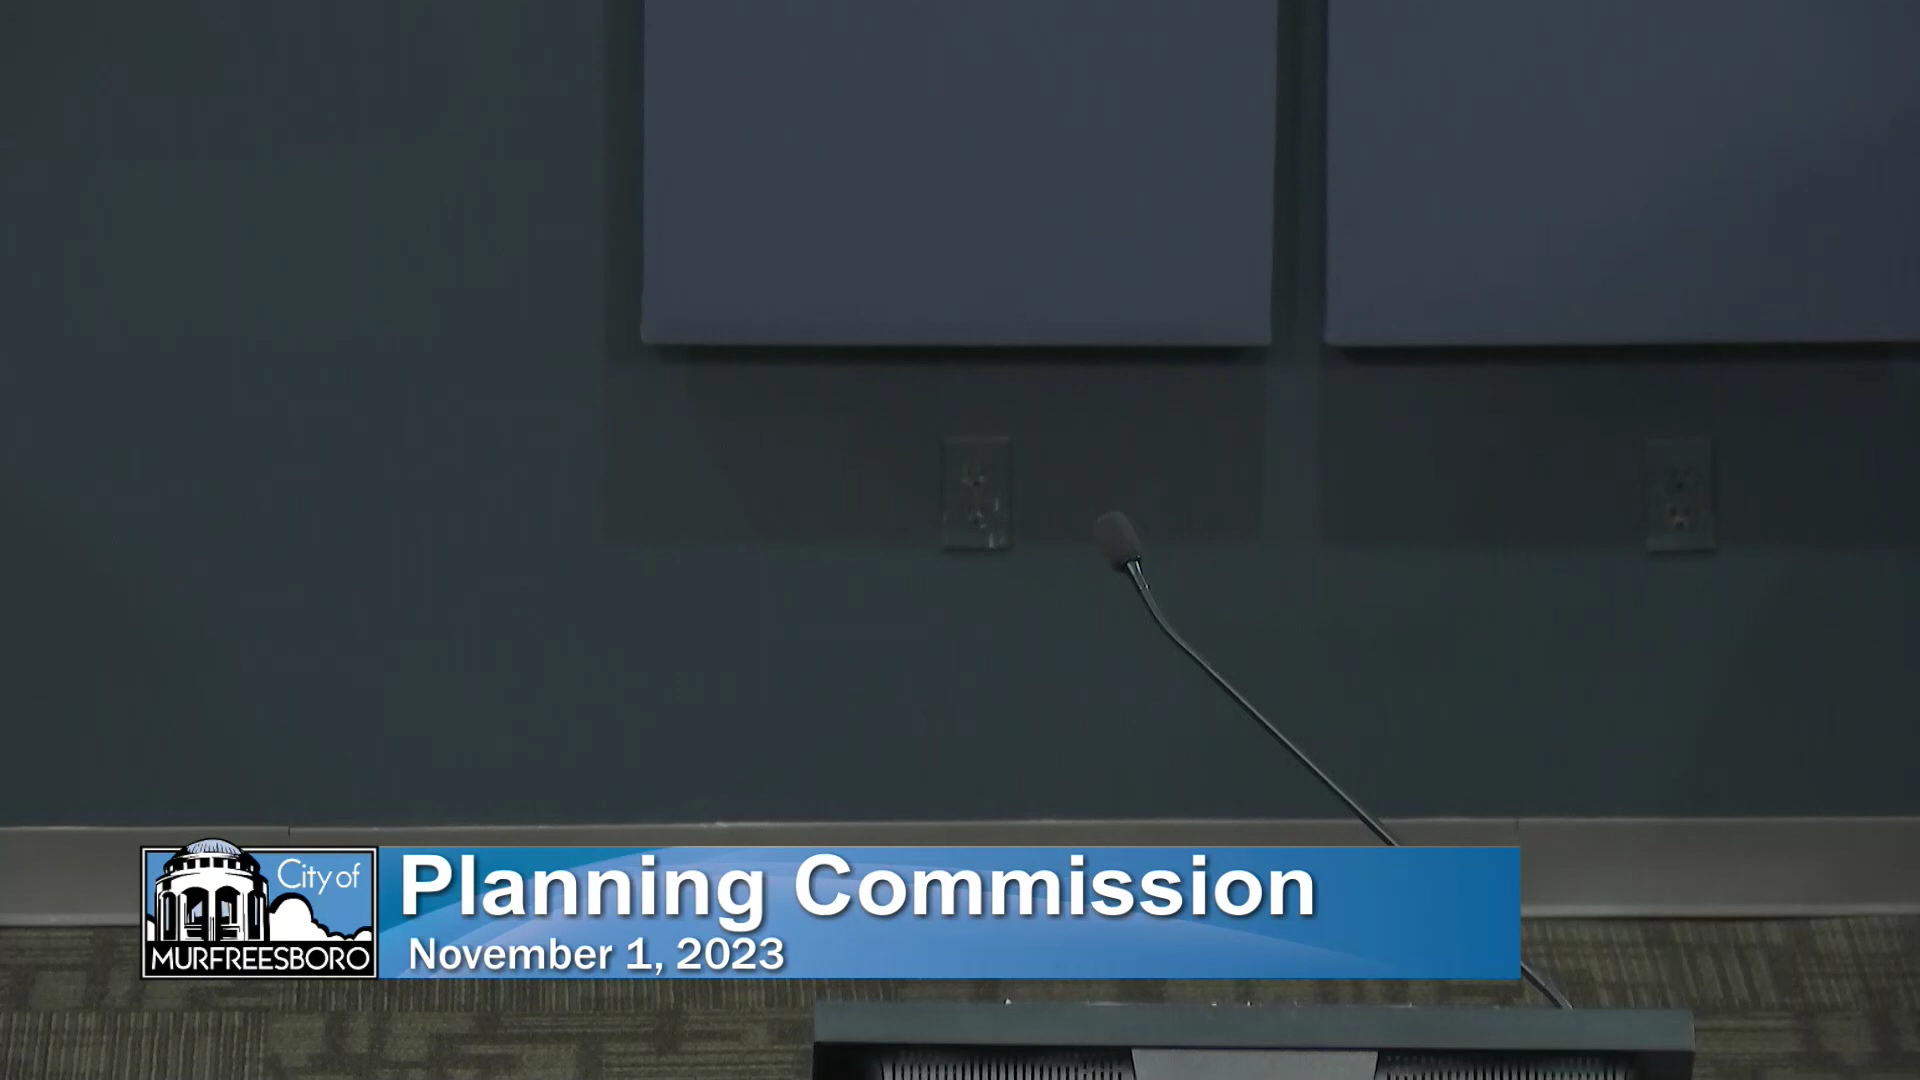 City of
MURFREESBORO
Planning Commission
November 1, 2023